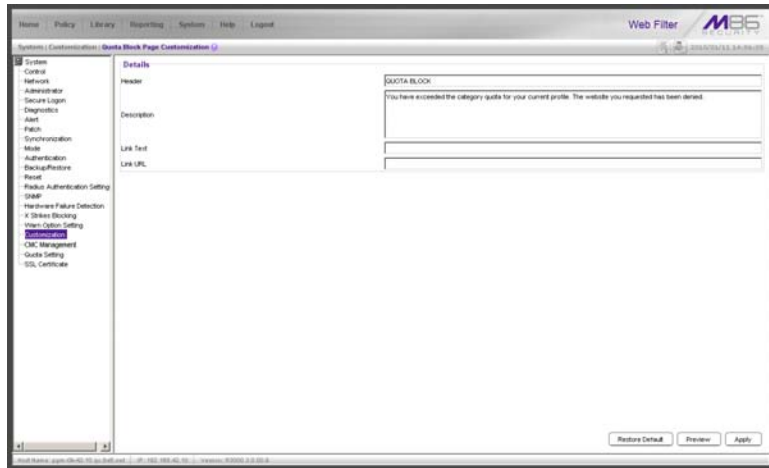 Home Policy Library Reporting System Help Logout
Web Filter
M86 SECURITY
System : Customization : Quota Block Page Customization
System
Control
Network
Administrator
Secure Logon
Diagnostics
Alert
Patch
Synchronization
Mode
Authentication
Backup/Restore
Reset
Radius Authentication Setting
SNMP
Hardware Failure Detection
X Strikes Blocking
Warn Option Setting
Customization
CMC Management
Quota Setting
SSL Certificate
Details
Header
QUOTA BLOCK
Description
You have exceeded the category quota for your current profile. The website you requested has been denied.
Link Text
Link URL
Restore Default Preview Apply
Host Name: